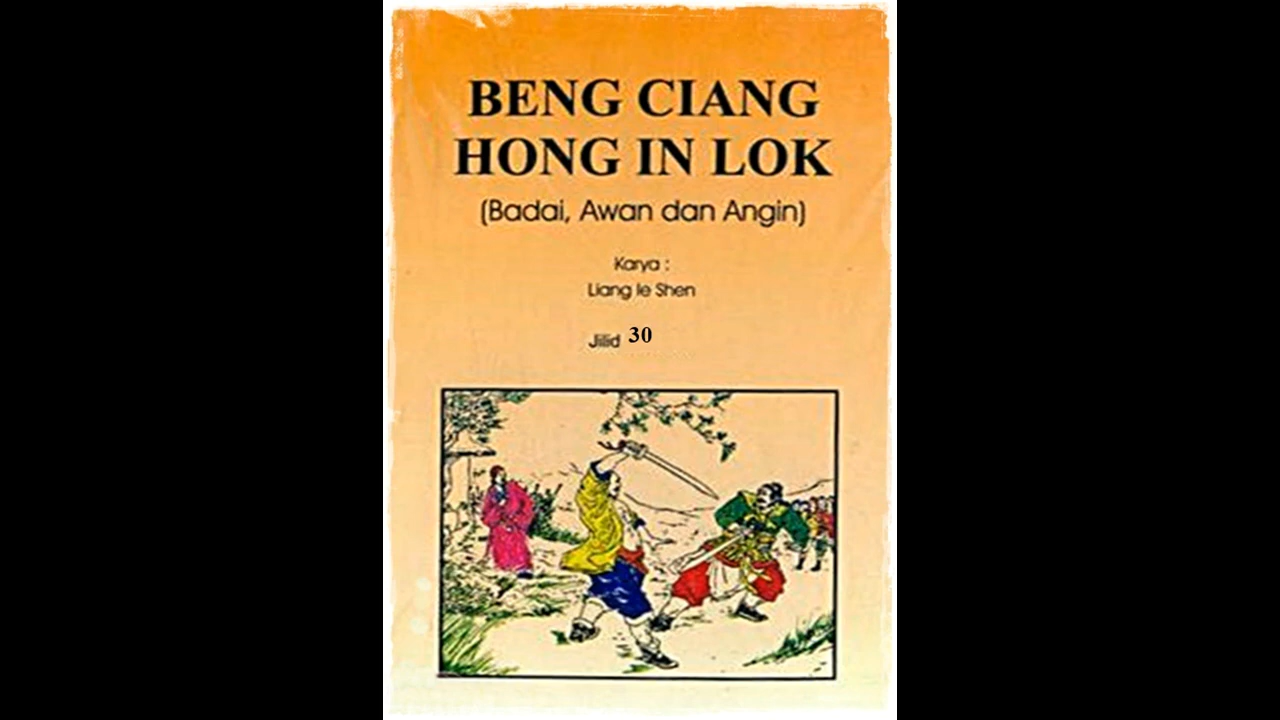 BENG CIANG
HONG IN LOK
(Badai, Awan dan Angin)
Karya :
Liang Ie Shen
Jilid 30